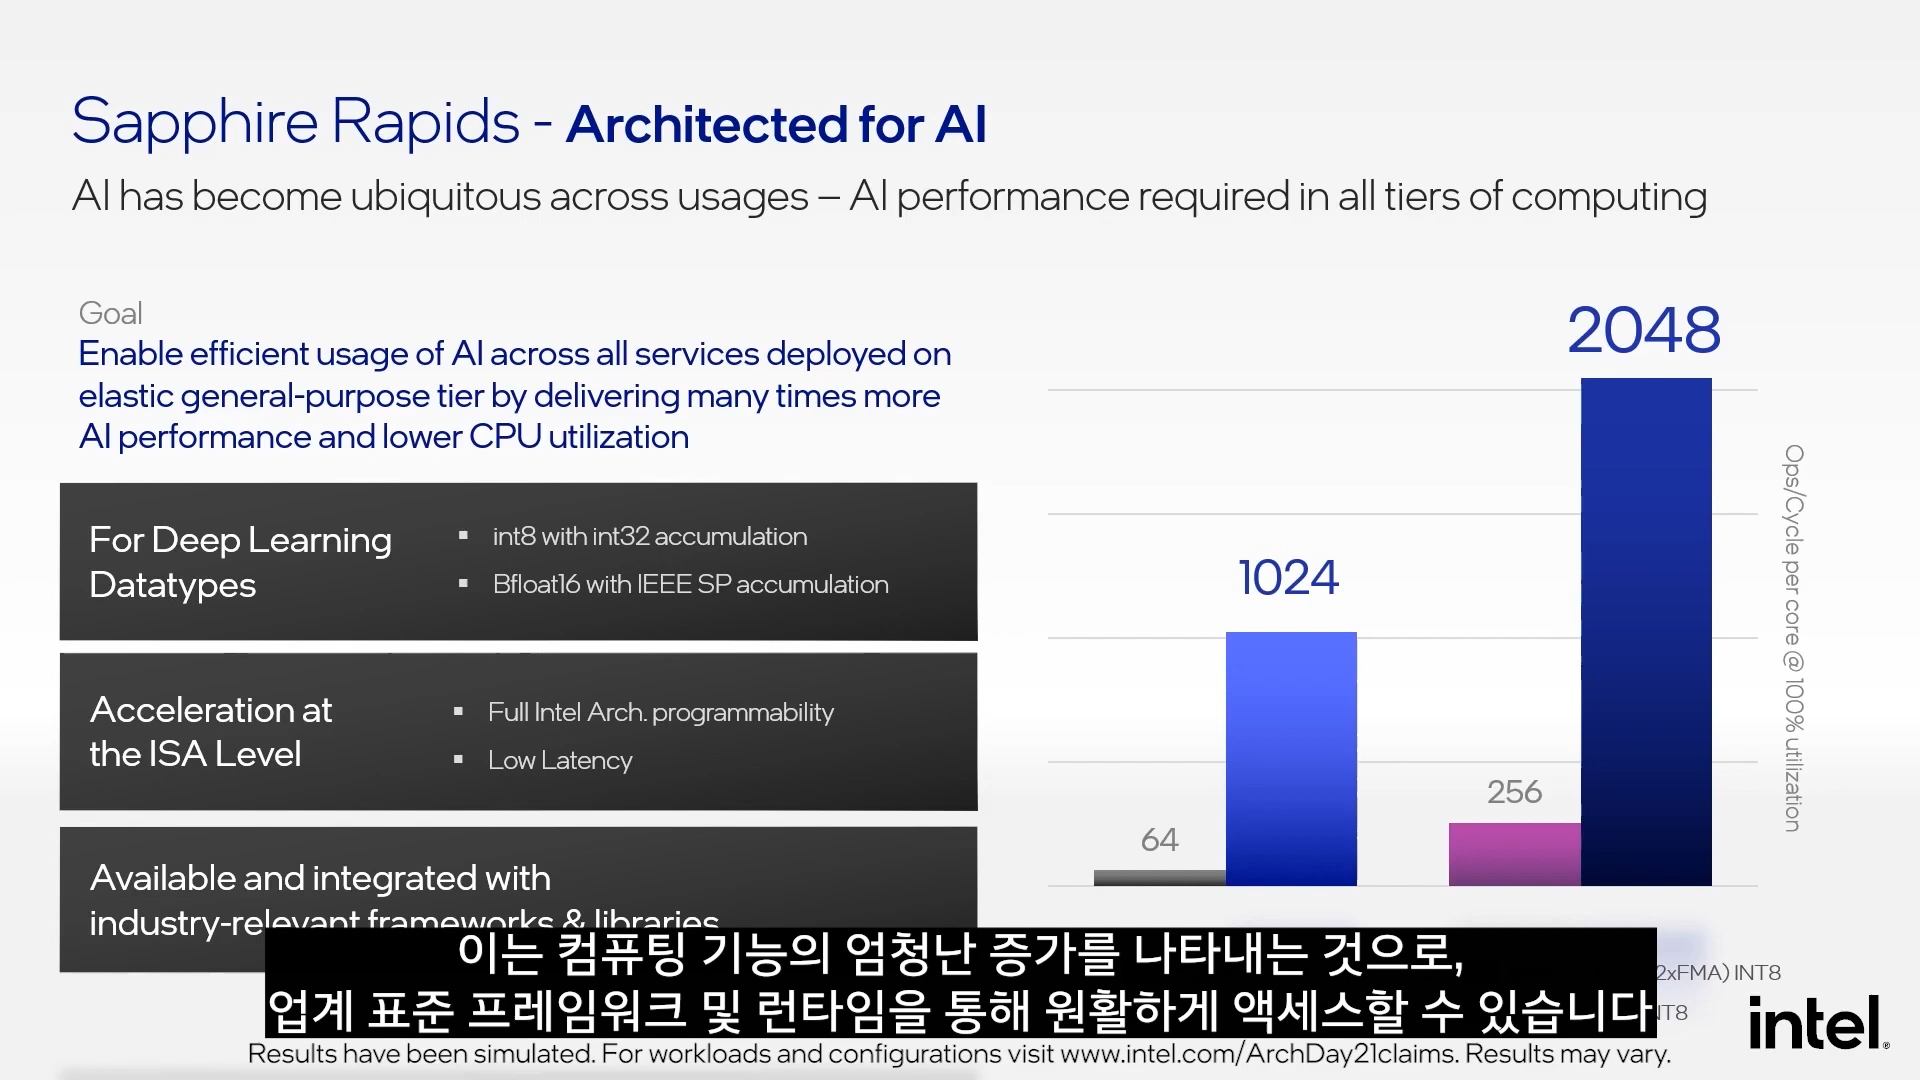 Sapphire Rapids - Architected for AI
AI has become ubiquitous across usages – AI performance required in all tiers of computing
Goal
Enable efficient usage of AI across all services deployed on
elastic general-purpose tier by delivering many times more
AI performance and lower CPU utilization
For Deep Learning
Datatypes
▪ int8 with int32 accumulation
▪ Bfloat16 with IEEE SP accumulation
Acceleration at
the ISA Level
▪ Full Intel Arch. programmability
▪ Low Latency
Available and integrated with
industry-relevant frameworks & libraries
64
1024
256
2048
Ops/Cycle per core @ 100% utilization
2xFMA) INT8
이는 컴퓨팅 기능의 엄청난 증가를 나타내는 것으로,
업계 표준 프레임워크 및 런타임을 통해 원활하게 액세스할 수 있습니다
intel.
Results have been simulated. For workloads and configurations visit www.intel.com/ArchDay21claims. Results may vary.